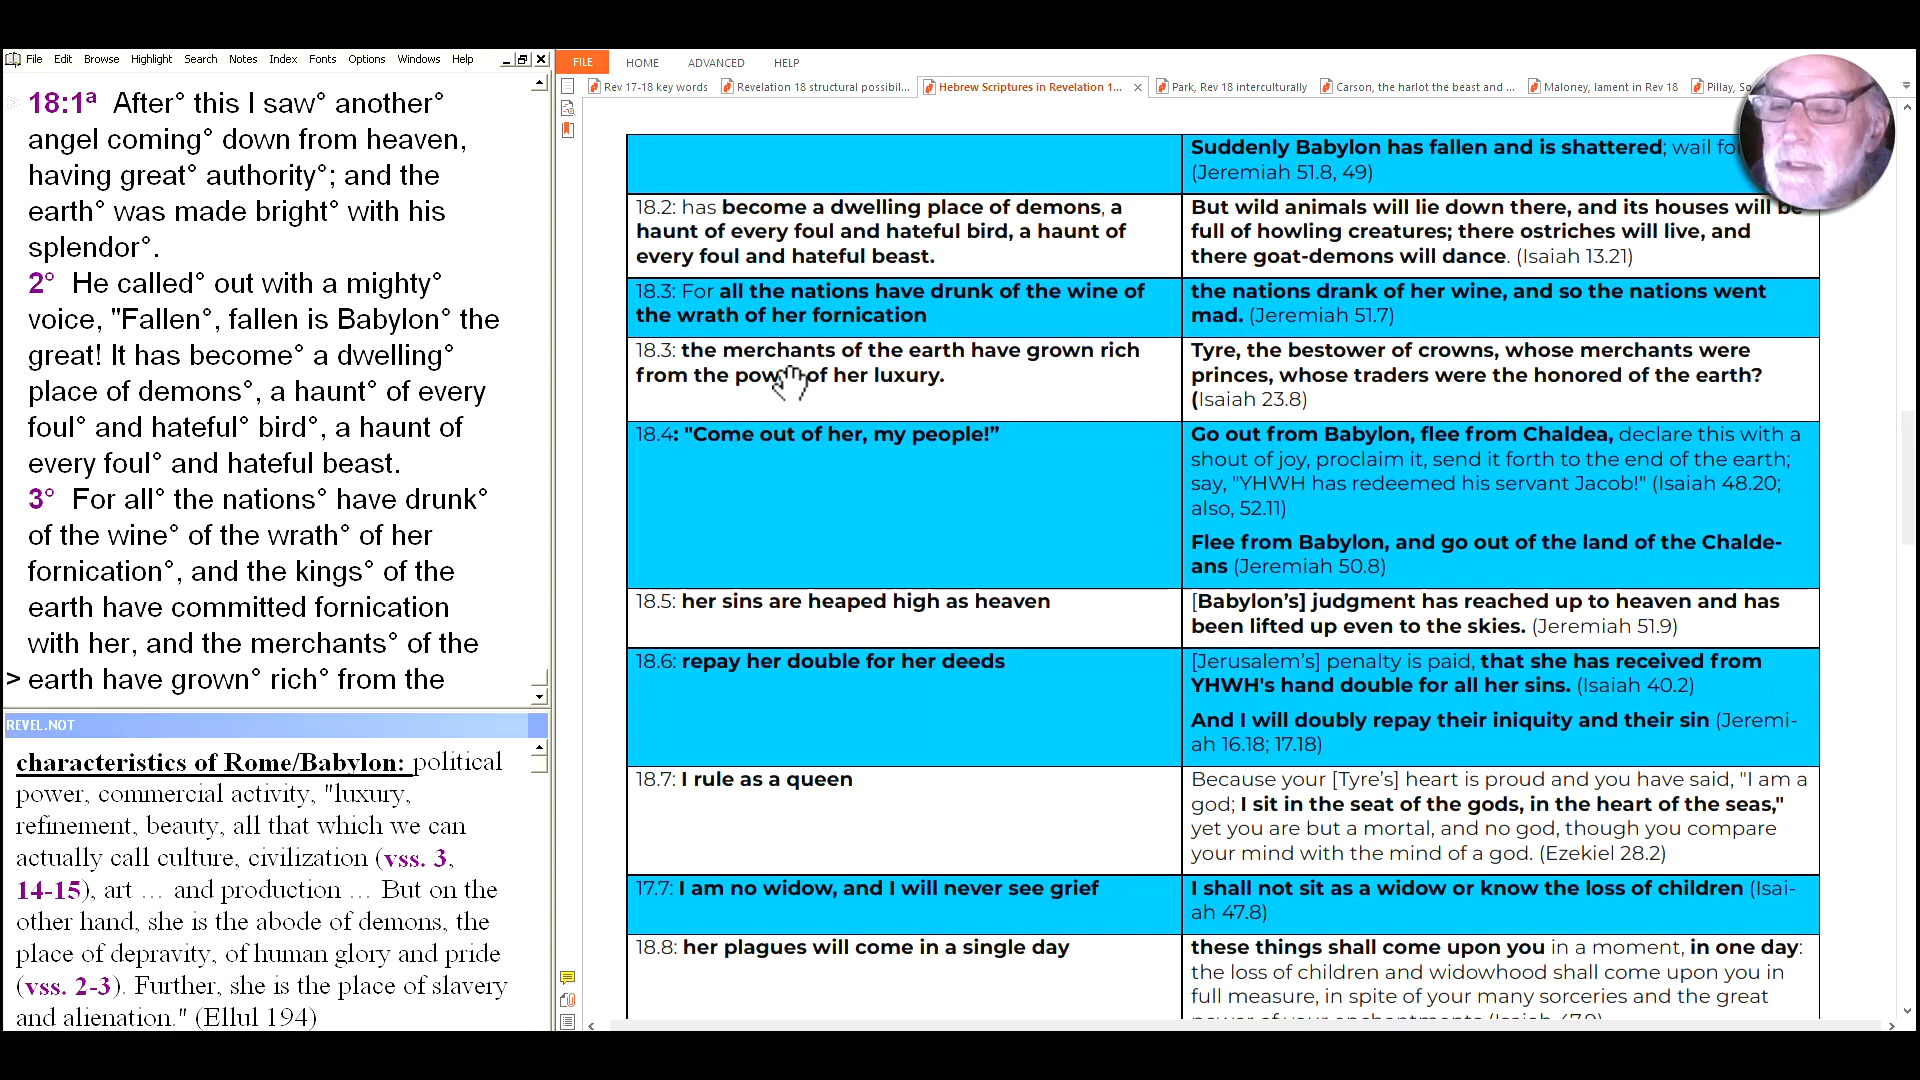 File Edit Browse Highlight Search Notes Index Fonts Options Windows Help
18:1ª After° this I saw° another°
angel coming° down from heaven,
having great° authority°; and the
earth° was made bright° with his
splendor°.
2° He called° out with a mighty°
voice, "Fallen°, fallen is Babylon° the
great! It has become° a dwelling°
place of demons°, a haunt° of every
foul° and hateful° bird°, a haunt of
every foul° and hateful beast.
3° For all° the nations° have drunk°
of the wine° of the wrath° of her
fornication°, and the kings° of the
earth have committed fornication
with her, and the merchants° of the
> earth have grown° rich° from the
REVEL.NOT
characteristics of Rome/Babylon: political
power, commercial activity, "luxury,
refinement, beauty, all that which we can
actually call culture, civilization (vss. 3,
14-15), art … and production … But on the
other hand, she is the abode of demons, the
place of depravity, of human glory and pride
(vss. 2-3). Further, she is the place of slavery
and alienation." (Ellul 194)
FILE HOME ADVANCED HELP
Rev 17-18 key words Revelation 18 structural possibil... Hebrew Scriptures in Revelation 1... Park, Rev 18 interculturally Carson, the harlot the beast and ... Maloney, lament in Rev 18 Pillay, So
Suddenly Babylon has fallen and is shattered; wail
(Jeremiah 51.8, 49)
18.2: has become a dwelling place of demons, a
haunt of every foul and hateful bird, a haunt of
every foul and hateful beast.
But wild animals will lie down there, and its houses will be
full of howling creatures; there ostriches will live, and
there goat-demons will dance. (Isaiah 13.21)
18.3: For all the nations have drunk of the wine of
the wrath of her fornication
the nations drank of her wine, and so the nations went
mad. (Jeremiah 51.7)
18.3: the merchants of the earth have grown rich
from the power of her luxury.
Tyre, the bestower of crowns, whose merchants were
princes, whose traders were the honored of the earth?
(Isaiah 23.8)
18.4: "Come out of her, my people!”
Go out from Babylon, flee from Chaldea, declare this with a
shout of joy, proclaim it, send it forth to the end of the earth;
say, "YHWH has redeemed his servant Jacob!" (Isaiah 48.20;
also, 52.11)
Flee from Babylon, and go out of the land of the Chalde-
ans (Jeremiah 50.8)
18.5: her sins are heaped high as heaven
[Babylon’s] judgment has reached up to heaven and has
been lifted up even to the skies. (Jeremiah 51.9)
18.6: repay her double for her deeds
[Jerusalem’s] penalty is paid, that she has received from
YHWH's hand double for all her sins. (Isaiah 40.2)
And I will doubly repay their iniquity and their sin (Jeremi-
ah 16.18; 17.18)
18.7: I rule as a queen
Because your [Tyre’s] heart is proud and you have said, "I am a
god; I sit in the seat of the gods, in the heart of the seas,"
yet you are but a mortal, and no god, though you compare
your mind with the mind of a god. (Ezekiel 28.2)
17.7: I am no widow, and I will never see grief
I shall not sit as a widow or know the loss of children (Isai-
ah 47.8)
18.8: her plagues will come in a single day
these things shall come upon you in a moment, in one day:
the loss of children and widowhood shall come upon you in
full measure, in spite of your many sorceries and the great
power of your enchantments (Isaiah 47.9)